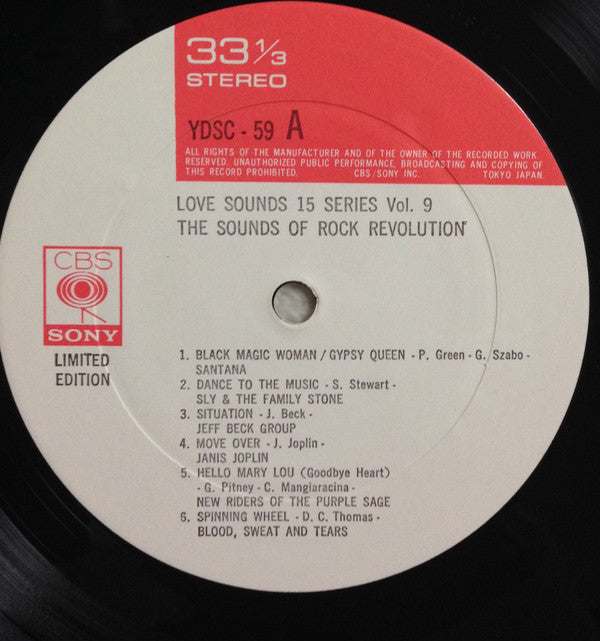 33 1/3
STEREO
YDSC - 59 A
ALL RIGHTS OF THE MANUFACTURER AND OF THE OWNER OF THE RECORDED WORK
RESERVED. UNAUTHORIZED PUBLIC PERFORMANCE, BROADCASTING AND COPYING
OF THIS RECORD PROHIBITED. CBS/SONY INC. TOKYO JAPAN.
LOVE SOUNDS 15 SERIES Vol. 9
THE SOUNDS OF ROCK REVOLUTION
CBS
SONY
LIMITED
EDITION
1. BLACK MAGIC WOMAN / GYPSY QUEEN - P. Green - G. Szabo -
SANTANA
2. DANCE TO THE MUSIC - S. Stewart -
SLY & THE FAMILY STONE
3. SITUATION - J. Beck -
JEFF BECK GROUP
4. MOVE OVER - J. Joplin -
JANIS JOPLIN
5. HELLO MARY LOU (Goodbye Heart)
- G. Pitney - C. Mangiaracina -
NEW RIDERS OF THE PURPLE SAGE
6. SPINNING WHEEL - D. C. Thomas -
BLOOD, SWEAT AND TEARS